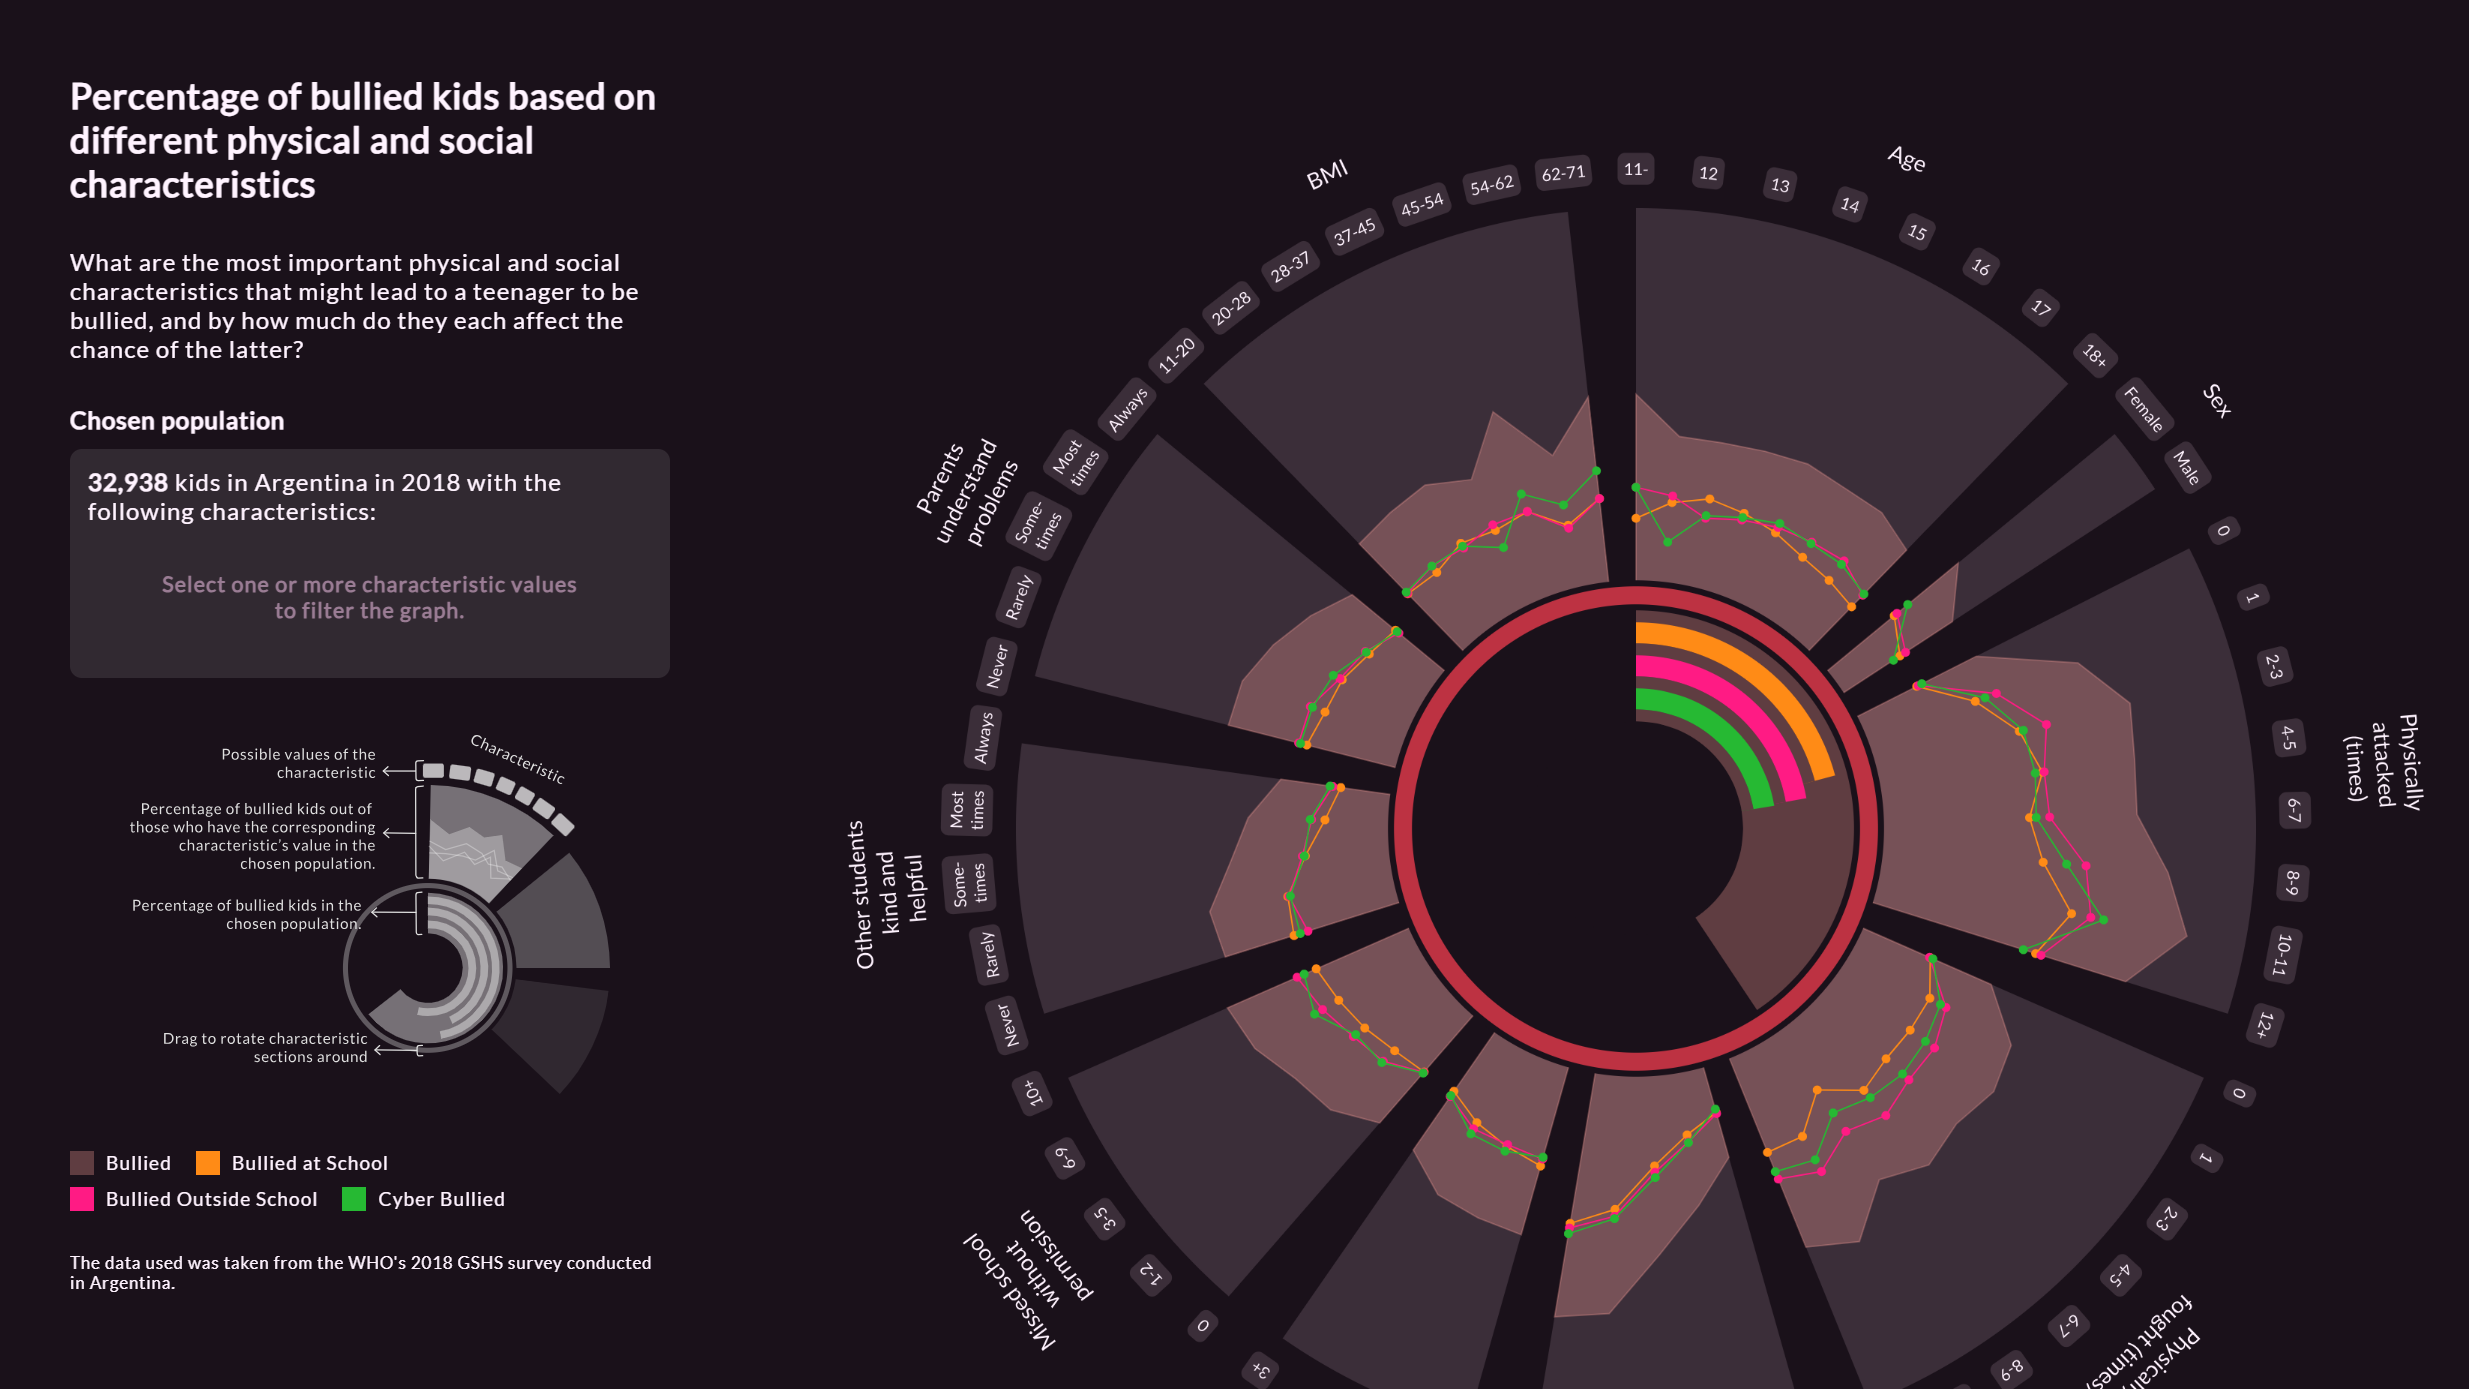 Percentage of bullied kids based on
different physical and social
characteristics
What are the most important physical and social
characteristics that might lead to a teenager to be
bullied, and by how much do they each affect the
chance of the latter?
Chosen population
32,938 kids in Argentina in 2018 with the
following characteristics:
Select one or more characteristic values
to filter the graph.
Characteristic
Possible values of the
characteristic
Percentage of bullied kids out of
those who have the corresponding
characteristic's value in the
chosen population.
Percentage of bullied kids in the
chosen population.
Drag to rotate characteristic
sections around
Bullied
Bullied at School
Bullied Outside School
Cyber Bullied
The data used was taken from the WHO's 2018 GSHS survey conducted
in Argentina.
Age
11-
12
13
14
15
16
17
18+
Sex
Female
Male
Physically
attacked
(times)
0
1
2-3
4-5
6-7
8-9
10-11
12+
fought (times)
0
1
2-3
4-5
6-7
8-9
3+
Missed school
without
permission
0
1-2
3-5
6-9
10+
Other students
kind and
helpful
Never
Rarely
Some-
times
Most
times
Always
Parents
understand
problems
Never
Rarely
Some-
times
Most
times
Always
BMI
11-20
20-28
28-37
37-45
45-54
54-62
62-71